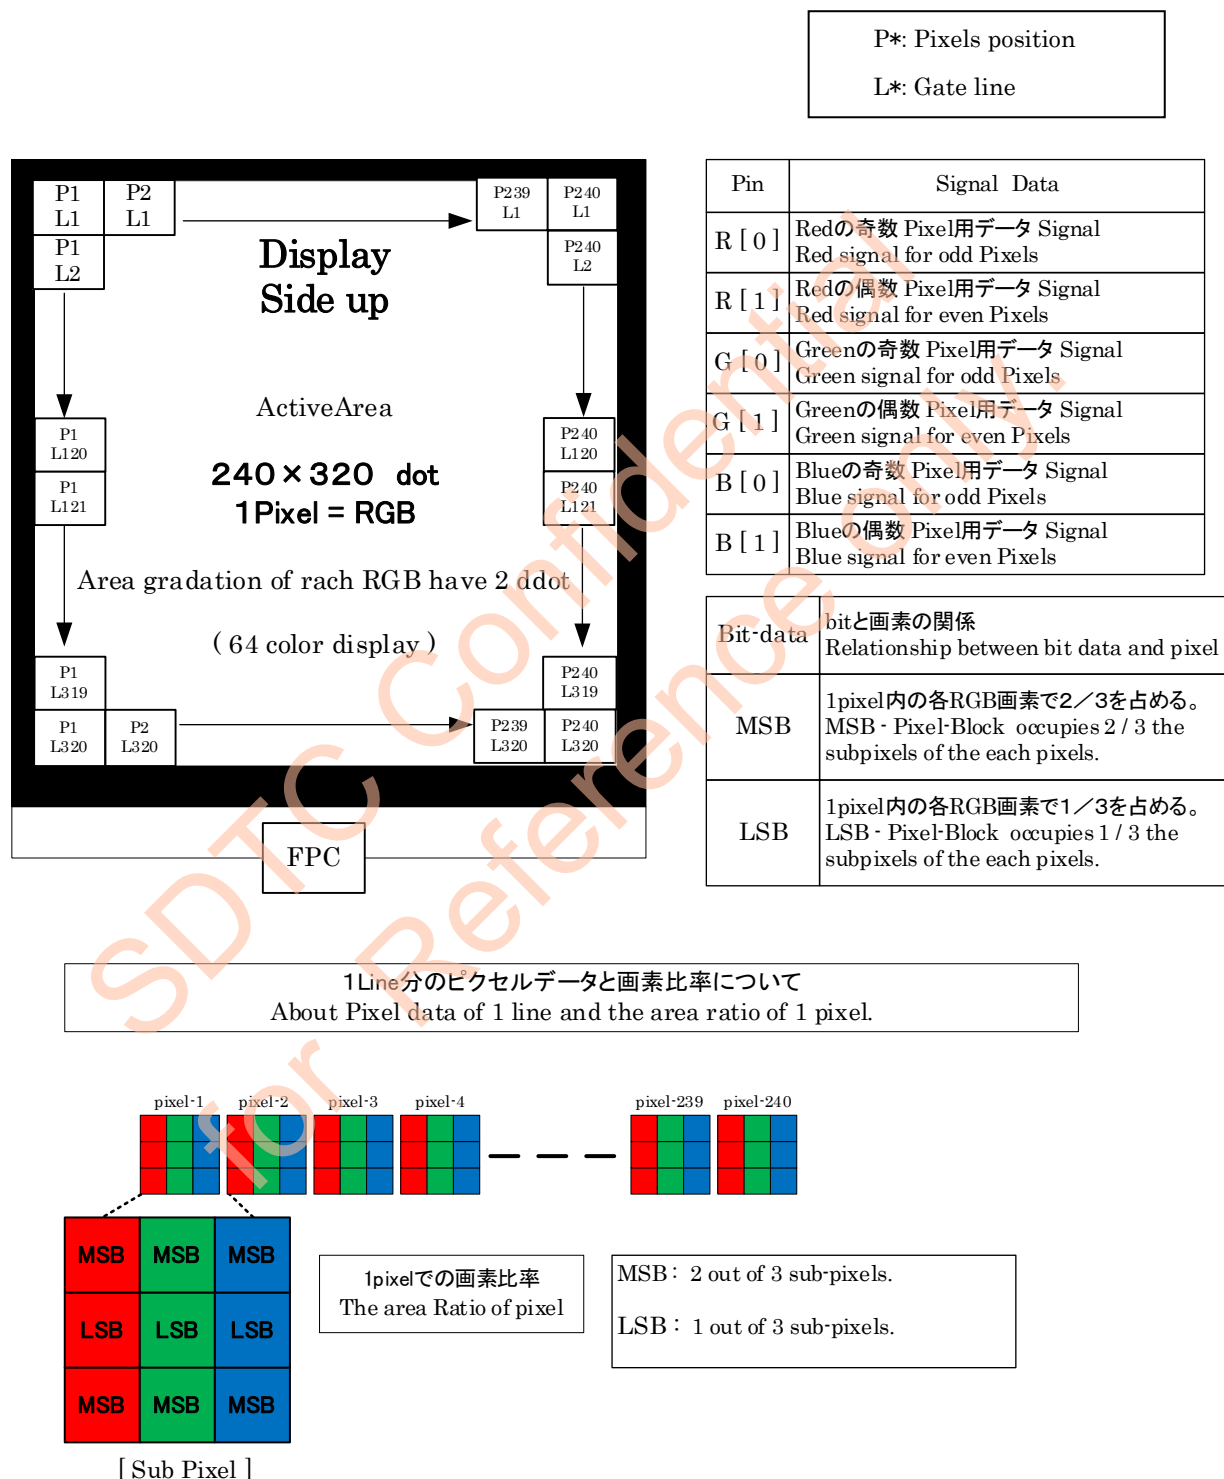 P*: Pixels position
L*: Gate line
P1
L1
P2
L1
P239
L1
P240
L1
P1
L2
P240
L2
Display
Side up
ActiveArea
P1
L120
P240
L120
240×320 dot
1Pixel = RGB
P1
L121
P240
L121
Area gradation of rach RGB have 2 ddot
( 64 color display )
P1
L319
P240
L319
P1
L320
P2
L320
P239
L320
P240
L320
FPC
Pin Signal Data
R [ 0 ] Redの奇数 Pixel用データ Signal
Red signal for odd Pixels
R [ 1 ] Redの偶数 Pixel用データ Signal
Red signal for even Pixels
G [ 0 ] Greenの奇数 Pixel用データ Signal
Green signal for odd Pixels
G [ 1 ] Greenの偶数 Pixel用データ Signal
Green signal for even Pixels
B [ 0 ] Blueの奇数 Pixel用データ Signal
Blue signal for odd Pixels
B [ 1 ] Blueの偶数 Pixel用データ Signal
Blue signal for even Pixels
Bit-data bitと画素の関係
Relationship between bit data and pixel
MSB 1pixel内の各RGB画素で2/3を占める。
MSB - Pixel-Block occupies 2 / 3 the
subpixels of the each pixels.
LSB 1pixel内の各RGB画素で1/3を占める。
LSB - Pixel-Block occupies 1 / 3 the
subpixels of the each pixels.
SDTC Confidential
for Reference only.
1Line分のピクセルデータと画素比率について
About Pixel data of 1 line and the area ratio of 1 pixel.
pixel-1 pixel-2 pixel-3 pixel-4 pixel-239 pixel-240
MSB MSB MSB
LSB LSB LSB
MSB MSB MSB
[ Sub Pixel ]
1pixelでの画素比率
The area Ratio of pixel
MSB : 2 out of 3 sub-pixels.
LSB : 1 out of 3 sub-pixels.